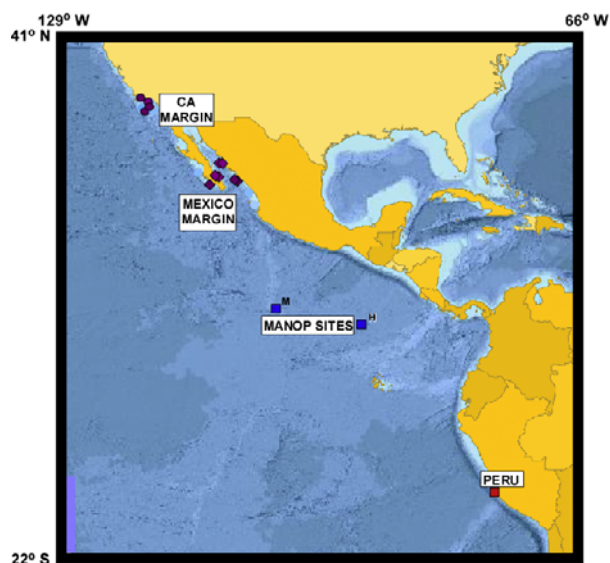 129° W
66° W
41° N
CA
MARGIN
MEXICO
MARGIN
M
MANOP SITES
H
PERU
22° S